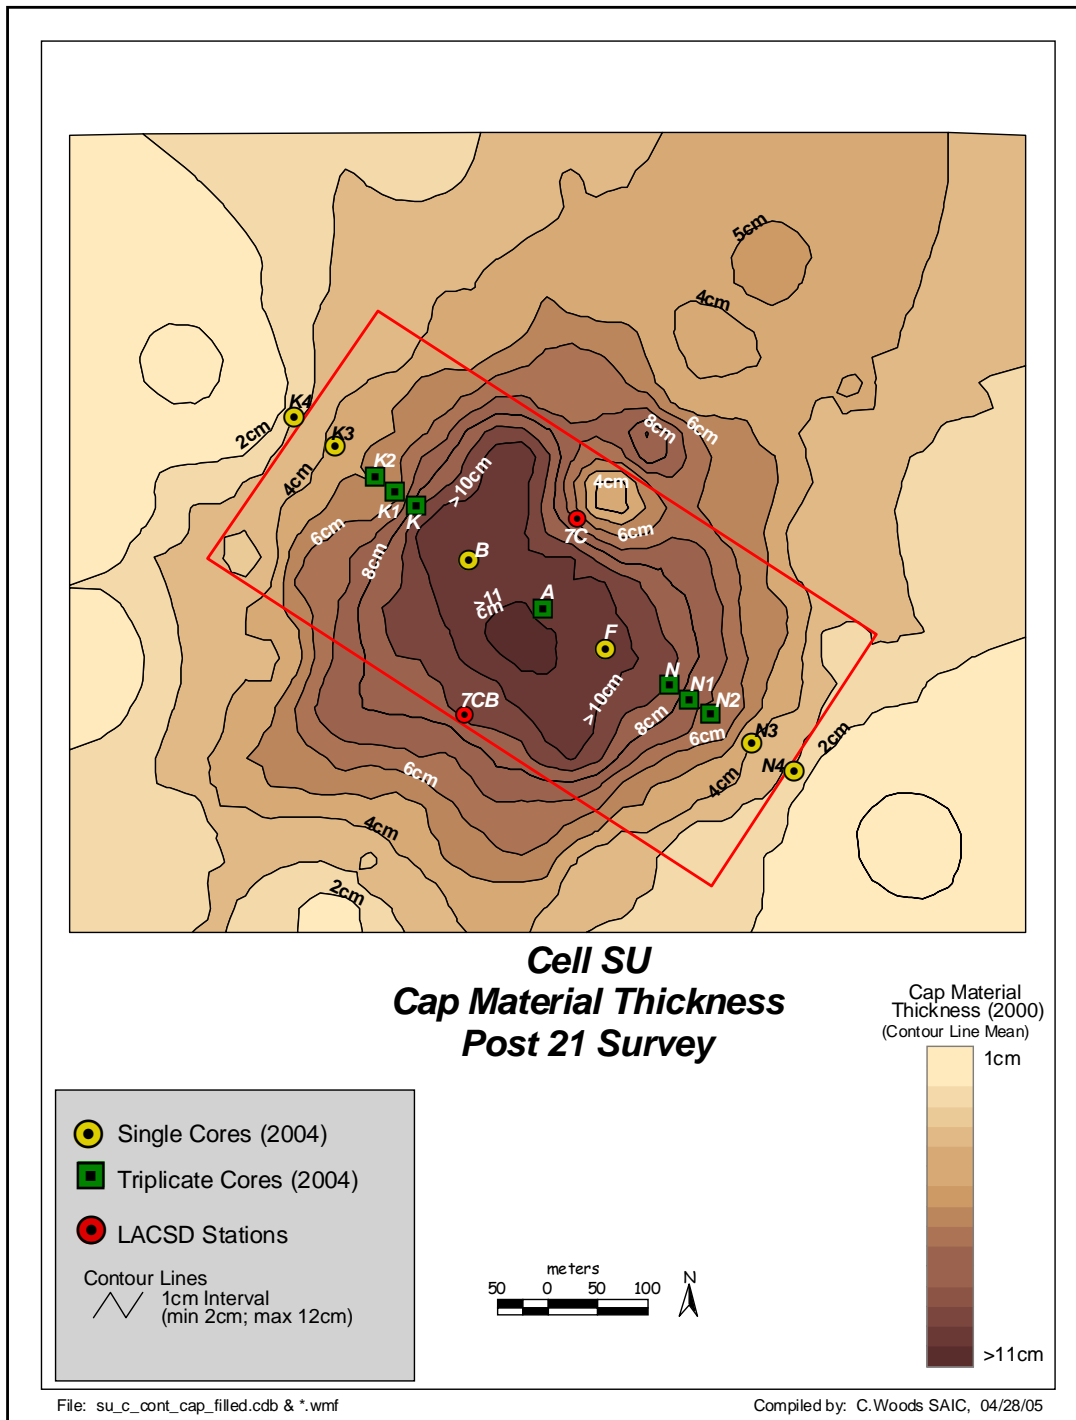 5cm
4cm
K4
2cm
K3
8cm
6cm
4cm
K2
>10cm
4cm
K1
K
6cm
7C
6cm
8cm
B
>11
cm
A
F
N
7CB
N1
N2
>10cm
8cm
6cm
N3
2cm
N4
4cm
6cm
4cm
2cm
Cell SU
Cap Material Thickness
Post 21 Survey
Cap Material
Thickness (2000)
(Contour Line Mean)
1cm
>11cm
Single Cores (2004)
Triplicate Cores (2004)
LACSD Stations
Contour Lines
1cm Interval
(min 2cm; max 12cm)
meters
50 0 50 100
N
File: su_c_cont_cap_filled.cdb & *.wmf
Compiled by: C.Woods SAIC, 04/28/05